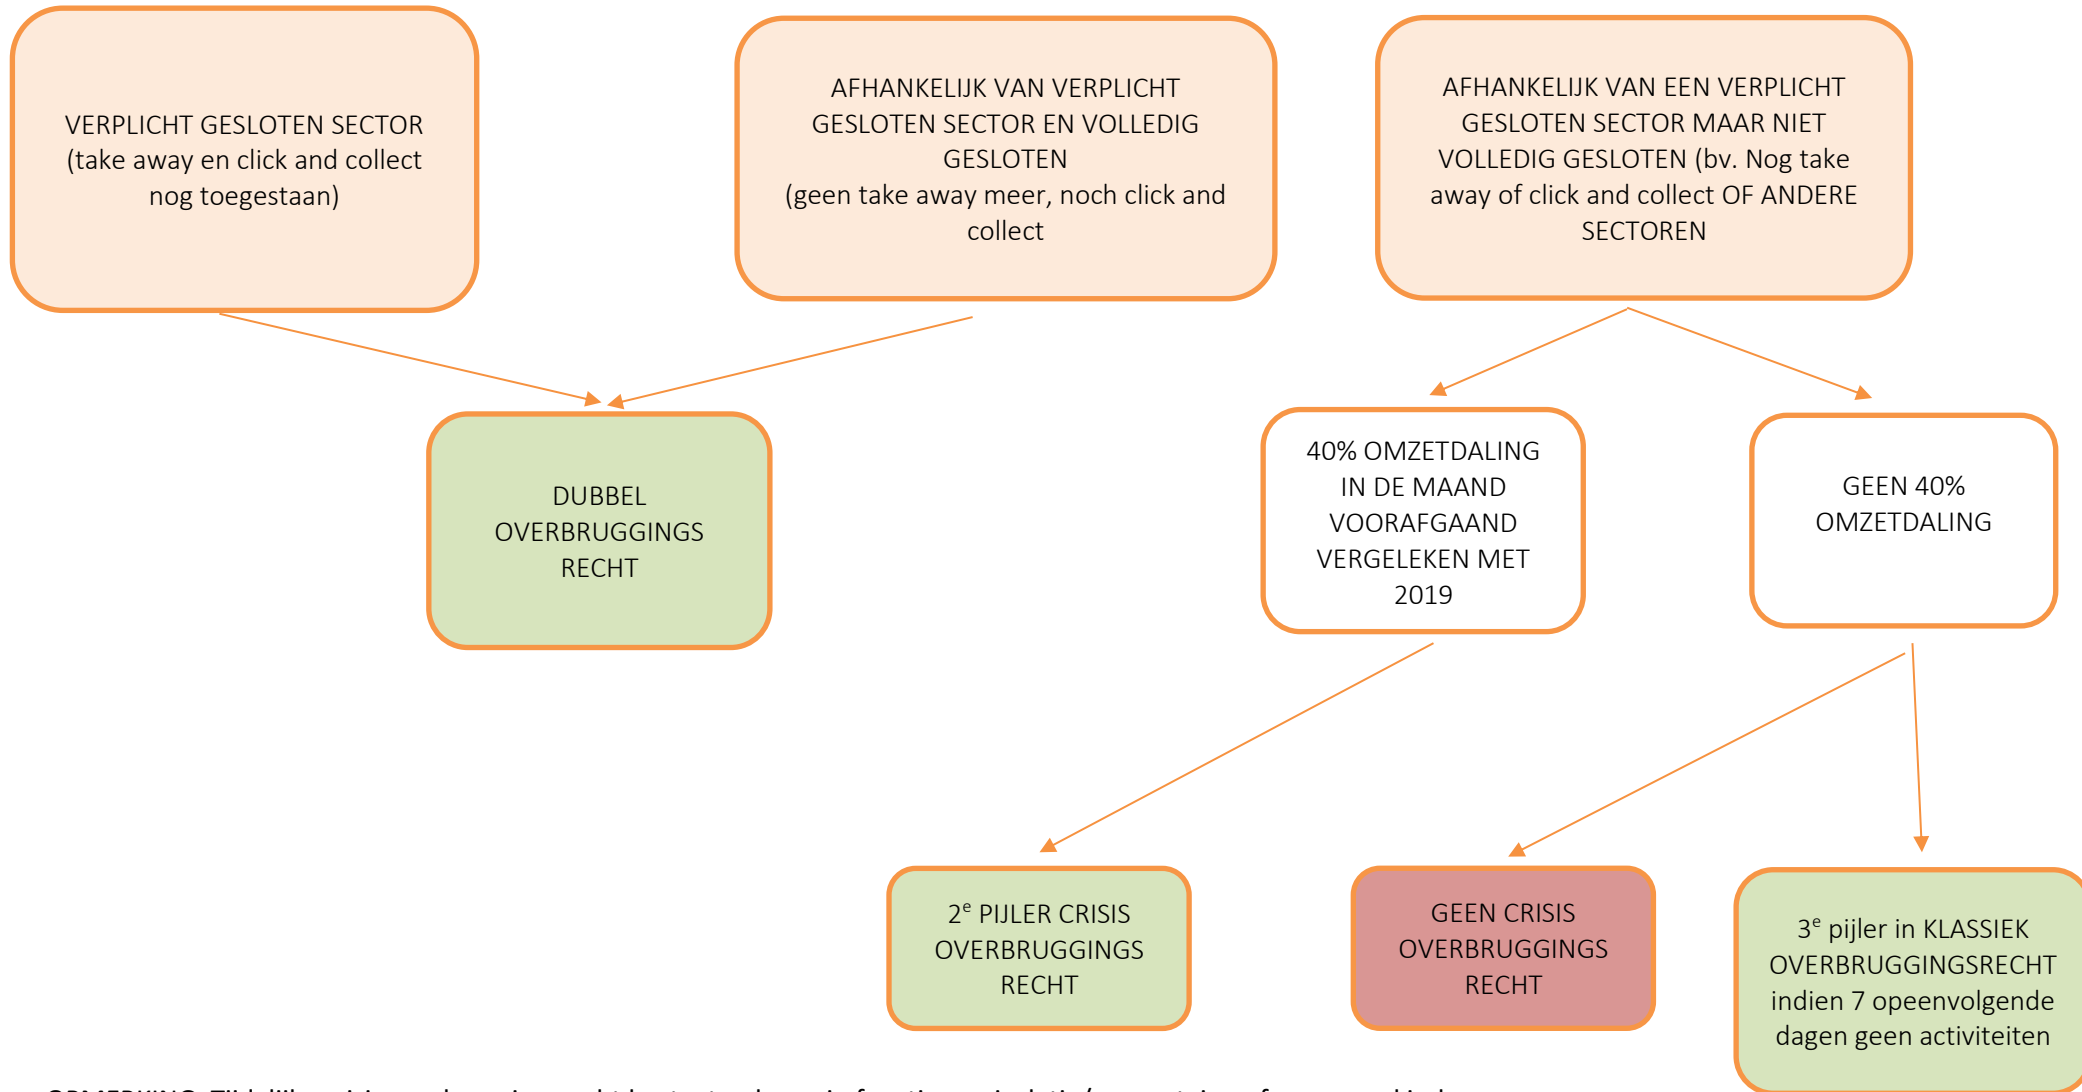 VERPLICHT GESLOTEN SECTOR
(take away en click and collect
nog toegestaan)
AFHANKELIJK VAN VERPLICHT
GESLOTEN SECTOR EN VOLLEDIG
GESLOTEN
(geen take away meer, noch click and
collect
AFHANKELIJK VAN EEN VERPLICHT
GESLOTEN SECTOR MAAR NIET
VOLLEDIG GESLOTEN (bv. Nog take
away of click and collect OF ANDERE
SECTOREN
DUBBEL
OVERBRUGGINGS
RECHT
40% OMZETDALING
IN DE MAAND
VOORAFGAAND
VERGELEKEN MET
2019
GEEN 40%
OMZETDALING
2e PIJLER CRISIS
OVERBRUGGINGS
RECHT
GEEN CRISIS
OVERBRUGGINGS
RECHT
3e pijler in KLASSIEK
OVERBRUGGINGSRECHT
indien 7 opeenvolgende
dagen geen activiteiten